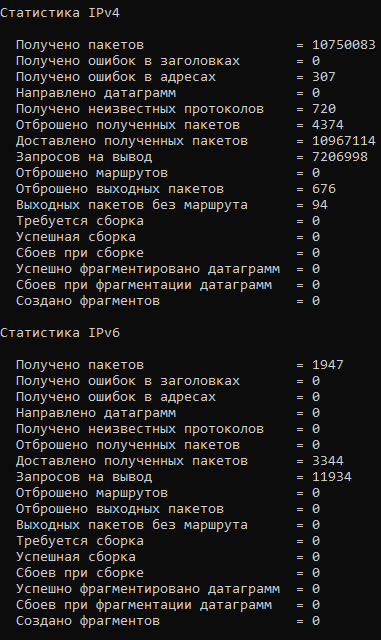 Статистика IPv4
Получено пакетов = 10750083
Получено ошибок в заголовках = 0
Получено ошибок в адресах = 307
Направлено датаграмм = 0
Получено неизвестных протоколов = 720
Отброшено полученных пакетов = 4374
Доставлено полученных пакетов = 10967114
Запросов на вывод = 7206998
Отброшено маршрутов = 0
Отброшено выходных пакетов = 676
Выходных пакетов без маршрута = 94
Требуется сборка = 0
Успешная сборка = 0
Сбоев при сборке = 0
Успешно фрагментировано датаграмм = 0
Сбоев при фрагментации датаграмм = 0
Создано фрагментов = 0
Статистика IPv6
Получено пакетов = 1947
Получено ошибок в заголовках = 0
Получено ошибок в адресах = 0
Направлено датаграмм = 0
Получено неизвестных протоколов = 0
Отброшено полученных пакетов = 0
Доставлено полученных пакетов = 3344
Запросов на вывод = 11934
Отброшено маршрутов = 0
Отброшено выходных пакетов = 0
Выходных пакетов без маршрута = 0
Требуется сборка = 0
Успешная сборка = 0
Сбоев при сборке = 0
Успешно фрагментировано датаграмм = 0
Сбоев при фрагментации датаграмм = 0
Создано фрагментов = 0